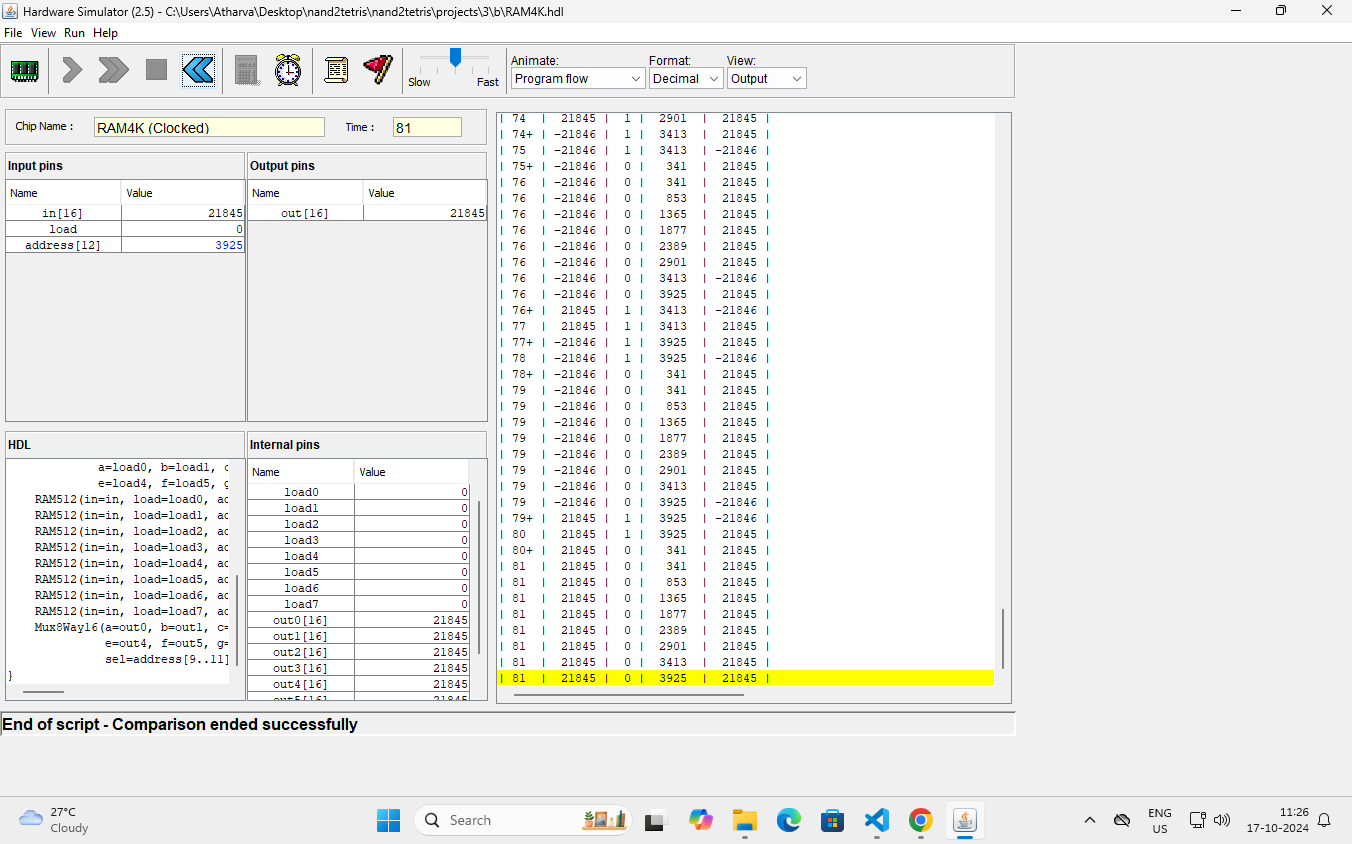 Hardware Simulator (2.5) - C:\Users\Atharva\Desktop\nand2tetris\nand2tetris\projects\3\b\RAM4K.hdl
File View Run Help
Slow Fast
Animate: Format: View:
Program flow Decimal Output
Chip Name : RAM4K (Clocked) Time : 81
Input pins
Name Value
in[16] 21845
load 0
address[12] 3925
Output pins
Name Value
out[16] 21845
HDL
a=load0, b=load1, c
e=load4, f=load5, g
RAM512(in=in, load=load0, ad
RAM512(in=in, load=load1, ad
RAM512(in=in, load=load2, ad
RAM512(in=in, load=load3, ad
RAM512(in=in, load=load4, ad
RAM512(in=in, load=load5, ad
RAM512(in=in, load=load6, ad
RAM512(in=in, load=load7, ad
Mux8Way16(a=out0, b=out1, c=
e=out4, f=out5, g=
sel=address[9..11]
}
Internal pins
Name Value
load0 0
load1 0
load2 0
load3 0
load4 0
load5 0
load6 0
load7 0
out0[16] 21845
out1[16] 21845
out2[16] 21845
out3[16] 21845
out4[16] 21845
out5[16] 21845
| 74 | 21845 | 1 | 2901 | 21845 |
| 74+ | -21846 | 1 | 3413 | 21845 |
| 75 | -21846 | 1 | 3413 | -21846 |
| 75+ | -21846 | 0 | 341 | 21845 |
| 76 | -21846 | 0 | 341 | 21845 |
| 76 | -21846 | 0 | 853 | 21845 |
| 76 | -21846 | 0 | 1365 | 21845 |
| 76 | -21846 | 0 | 1877 | 21845 |
| 76 | -21846 | 0 | 2389 | 21845 |
| 76 | -21846 | 0 | 2901 | 21845 |
| 76 | -21846 | 0 | 3413 | -21846 |
| 76 | -21846 | 0 | 3925 | 21845 |
| 76+ | 21845 | 1 | 3413 | -21846 |
| 77 | 21845 | 1 | 3413 | 21845 |
| 77+ | -21846 | 1 | 3925 | 21845 |
| 78 | -21846 | 1 | 3925 | -21846 |
| 78+ | -21846 | 0 | 341 | 21845 |
| 79 | -21846 | 0 | 341 | 21845 |
| 79 | -21846 | 0 | 853 | 21845 |
| 79 | -21846 | 0 | 1365 | 21845 |
| 79 | -21846 | 0 | 1877 | 21845 |
| 79 | -21846 | 0 | 2389 | 21845 |
| 79 | -21846 | 0 | 2901 | 21845 |
| 79 | -21846 | 0 | 3413 | 21845 |
| 79 | -21846 | 0 | 3925 | -21846 |
| 79+ | 21845 | 1 | 3925 | -21846 |
| 80 | 21845 | 1 | 3925 | 21845 |
| 80+ | 21845 | 0 | 341 | 21845 |
| 81 | 21845 | 0 | 341 | 21845 |
| 81 | 21845 | 0 | 853 | 21845 |
| 81 | 21845 | 0 | 1365 | 21845 |
| 81 | 21845 | 0 | 1877 | 21845 |
| 81 | 21845 | 0 | 2389 | 21845 |
| 81 | 21845 | 0 | 2901 | 21845 |
| 81 | 21845 | 0 | 3413 | 21845 |
| 81 | 21845 | 0 | 3925 | 21845 |
End of script - Comparison ended successfully
27°C
Cloudy
Search
ENG
US
11:26
17-10-2024